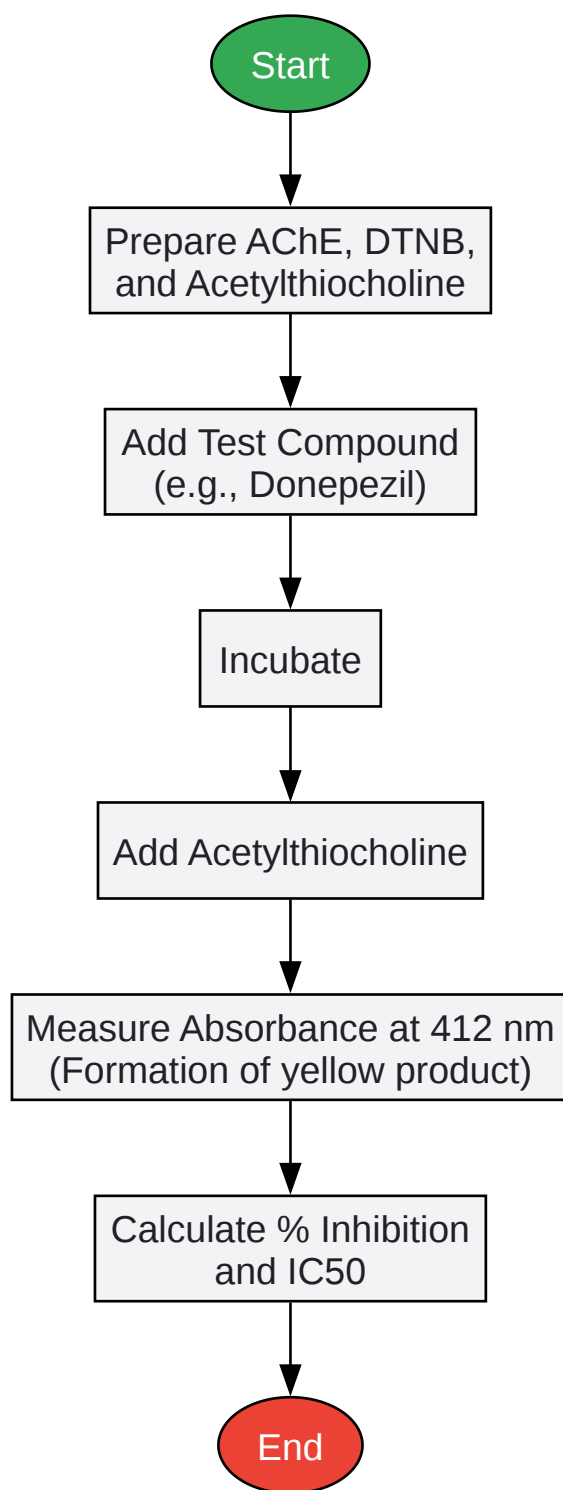 Start
Prepare AChE, DTNB,
and Acetylthiocholine
Add Test Compound
(e.g., Donepezil)
Incubate
Add Acetylthiocholine
Measure Absorbance at 412 nm
(Formation of yellow product)
Calculate % Inhibition
and IC50
End